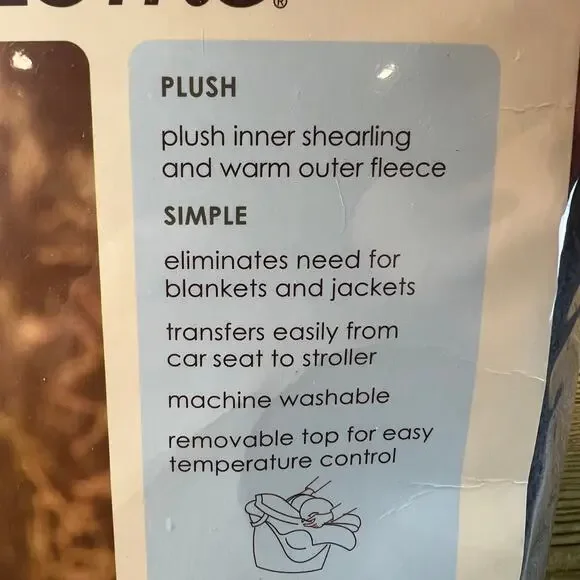 PLUSH
plush inner shearling
and warm outer fleece
SIMPLE
eliminates need for
blankets and jackets
transfers easily from
car seat to stroller
machine washable
removable top for easy
temperature control